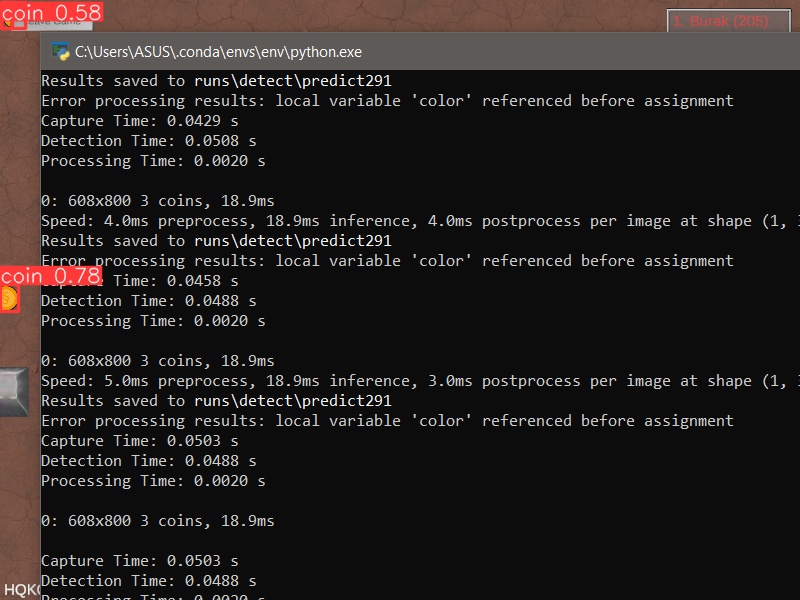 coin 0.58
Save Game
1. Burak (205)
C:\Users\ASUS\.conda\envs\env\python.exe
Results saved to runs\detect\predict291
Error processing results: local variable 'color' referenced before assignment
Capture Time: 0.0429 s
Detection Time: 0.0508 s
Processing Time: 0.0020 s
0: 608x800 3 coins, 18.9ms
Speed: 4.0ms preprocess, 18.9ms inference, 4.0ms postprocess per image at shape (1,
Results saved to runs\detect\predict291
Error processing results: local variable 'color' referenced before assignment
coin 0.78
Time: 0.0458 s
Detection Time: 0.0488 s
Processing Time: 0.0020 s
0: 608x800 3 coins, 18.9ms
Speed: 5.0ms preprocess, 18.9ms inference, 3.0ms postprocess per image at shape (1,
Results saved to runs\detect\predict291
Error processing results: local variable 'color' referenced before assignment
Capture Time: 0.0503 s
Detection Time: 0.0488 s
Processing Time: 0.0020 s
0: 608x800 3 coins, 18.9ms
Capture Time: 0.0503 s
Detection Time: 0.0488 s
HQK
Processing Time: 0.0020 s